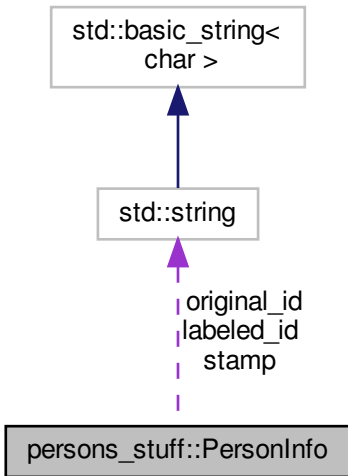 std::basic_string<
char >
std::string
original_id
labeled_id
stamp
persons_stuff::PersonInfo